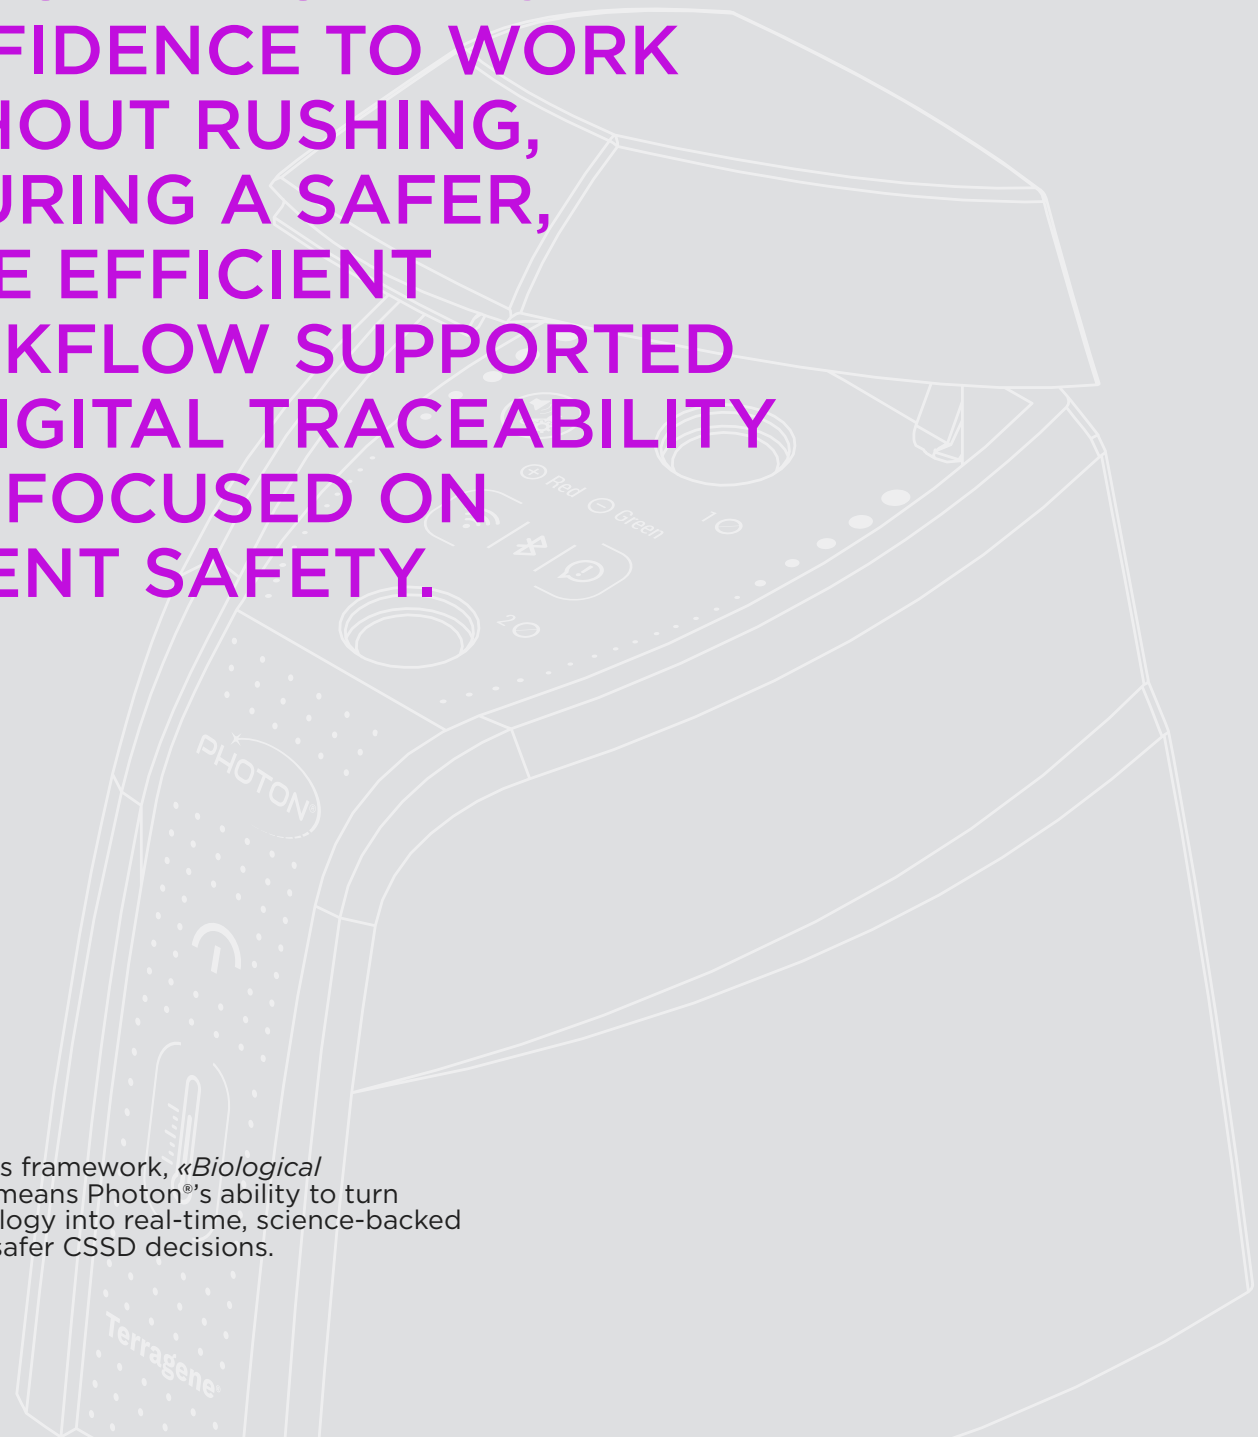 FIDENCE TO WORK
HOUT RUSHING,
URING A SAFER,
E EFFICIENT
KFLOW SUPPORTED
IGITAL TRACEABILITY
FOCUSED ON
ENT SAFETY.
Red
Green
1
2
PHOTON®
s framework, «Biological
means Photon®'s ability to turn
logy into real-time, science-backed
safer CSSD decisions.
Terragene®